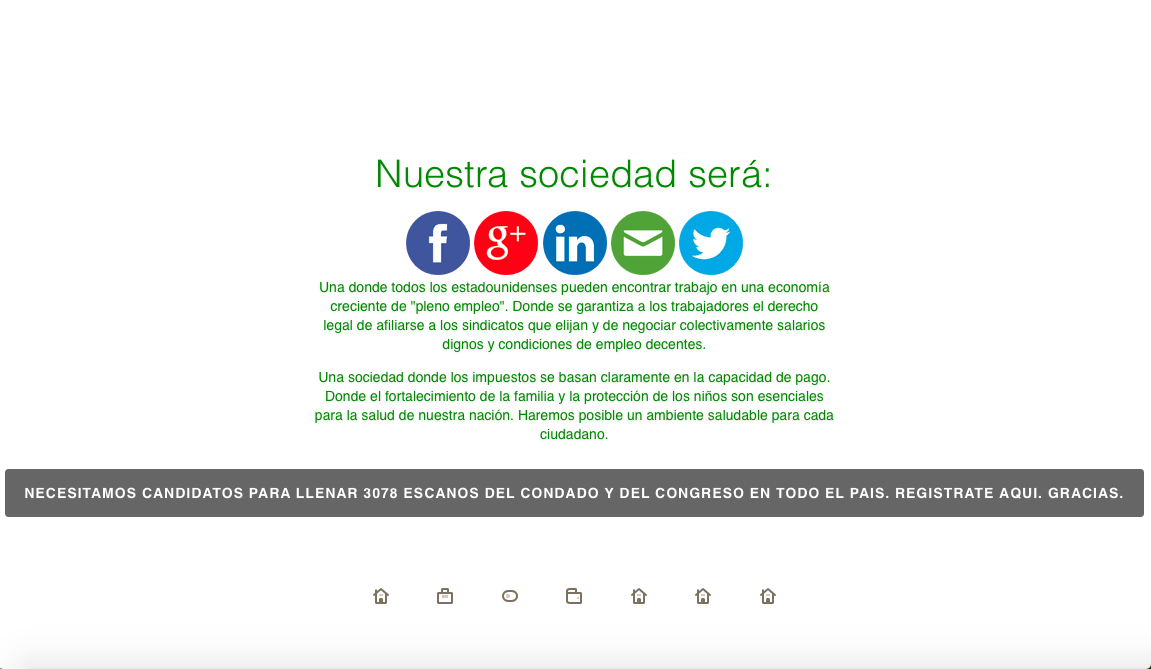 Nuestra sociedad será:
f g+ in
Una donde todos los estadounidenses pueden encontrar trabajo en una economía
creciente de "pleno empleo". Donde se garantiza a los trabajadores el derecho
legal de afiliarse a los sindicatos que elijan y de negociar colectivamente salarios
dignos y condiciones de empleo decentes.
Una sociedad donde los impuestos se basan claramente en la capacidad de pago.
Donde el fortalecimiento de la familia y la protección de los niños son esenciales
para la salud de nuestra nación. Haremos posible un ambiente saludable para cada
ciudadano.
NECESITAMOS CANDIDATOS PARA LLENAR 3078 ESCANOS DEL CONDADO Y DEL CONGRESO EN TODO EL PAIS. REGISTRATE AQUI. GRACIAS.